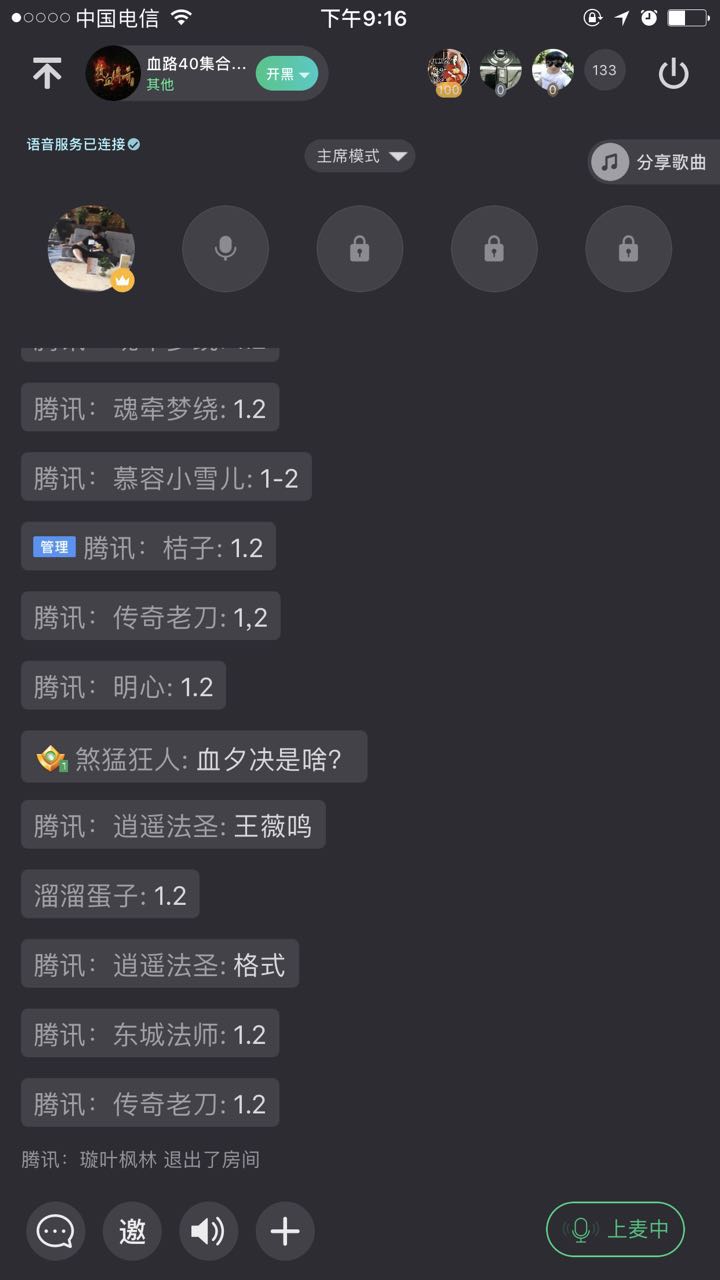 中国电信 下午9:16
血路40集合... 开黑
其他
100 0 0 133
语音服务已连接
主席模式
分享歌曲
腾讯：魂牵梦绕: 1.2
腾讯：慕容小雪儿: 1-2
管理 腾讯：桔子: 1.2
腾讯：传奇老刀: 1,2
腾讯：明心: 1.2
1 煞猛狂人: 血夕决是啥?
腾讯：逍遥法圣: 王薇鸣
溜溜蛋子: 1.2
腾讯：逍遥法圣: 格式
腾讯：东城法师: 1.2
腾讯：传奇老刀: 1.2
腾讯：璇叶枫林 退出了房间
邀
上麦中